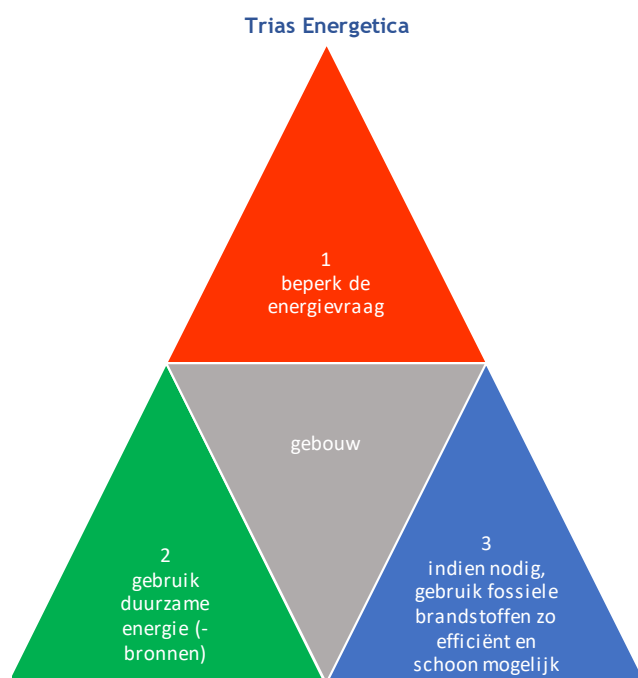 Trias Energetica
1
beperk de
energievraag
gebouw
2
gebruik
duurzame
energie (-
bronnen)
3
indien nodig,
gebruik fossiele
brandstoffen zo
efficiënt en
schoon mogelijk